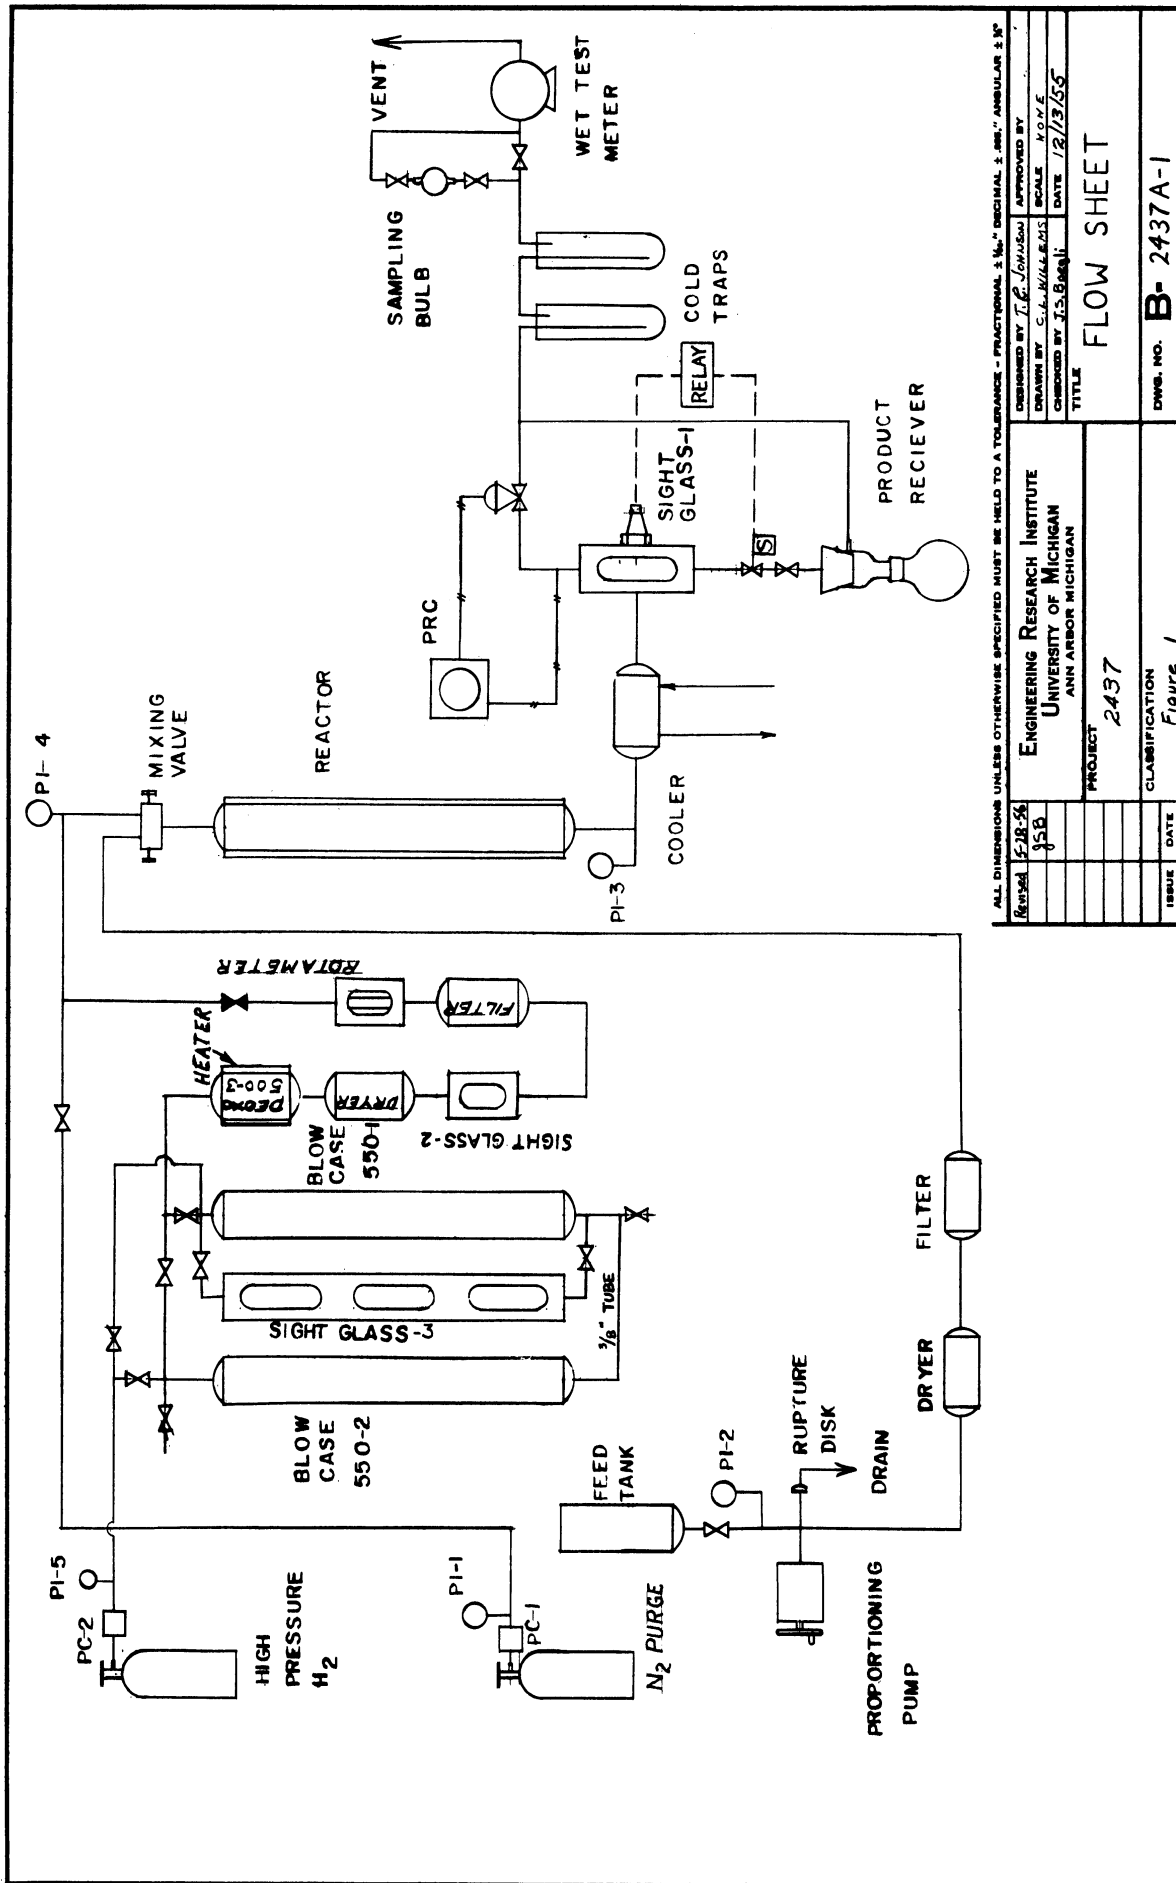 PI-5
PC-2
HIGH
PRESSURE
H2
PI-1
PC-1
N2 PURGE
BLOW
CASE
550-2
SIGHT GLASS-3
3/8" TUBE
BLOW
CASE
550-1
HEATER
DEOXO
500-3
DRYER
SIGHT GLASS-2
ROTAMETER
FILTER
FEED
TANK
PI-2
RUPTURE
DISK
DRAIN
PROPORTIONING
PUMP
DRYER
FILTER
PI-4
MIXING
VALVE
REACTOR
PI-3
COOLER
PRC
SIGHT
GLASS-1
RELAY
S
PRODUCT
RECIEVER
COLD
TRAPS
SAMPLING
BULB
VENT
WET TEST
METER
ALL DIMENSIONS UNLESS OTHERWISE SPECIFIED MUST BE HELD TO A TOLERANCE - FRACTIONAL ± 1/64" DECIMAL ± .005," ANGULAR ± ½°
Revised 5-28-56
JSB
ISSUE DATE
ENGINEERING RESEARCH INSTITUTE
UNIVERSITY OF MICHIGAN
ANN ARBOR MICHIGAN
PROJECT
2437
CLASSIFICATION
Figure 1
DESIGNED BY T.R. JOHNSON
APPROVED BY
DRAWN BY C.L. WILLEMS
SCALE NONE
CHECKED BY
DATE 12/13/55
TITLE
FLOW SHEET
DWG. NO. B- 2437A-1